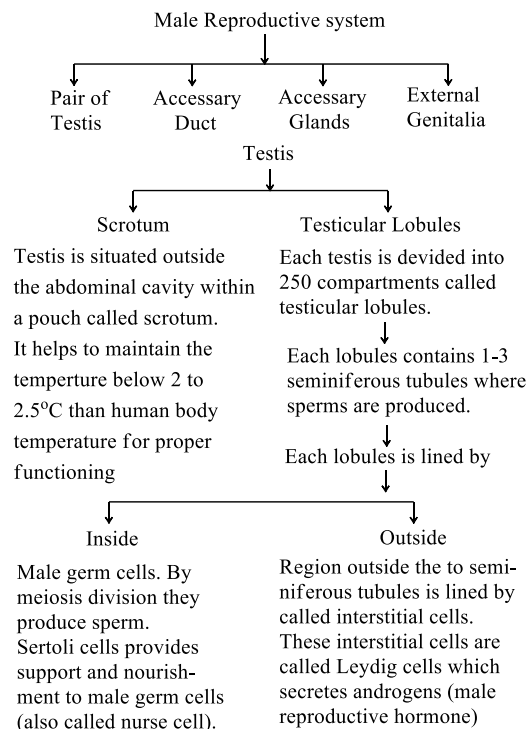 Male Reproductive system
Pair of
Testis
Accessary
Duct
Accessary
Glands
External
Genitalia
Testis
Scrotum
Testis is situated outside
the abdominal cavity within
a pouch called scrotum.
It helps to maintain the
temperture below 2 to
2.5°C than human body
temperature for proper
functioning
Testicular Lobules
Each testis is devided into
250 compartments called
testicular lobules.
Each lobules contains 1-3
seminiferous tubules where
sperms are produced.
Each lobules is lined by
Inside
Male germ cells. By
meiosis division they
produce sperm.
Sertoli cells provides
support and nourish-
ment to male germ cells
(also called nurse cell).
Outside
Region outside the to semi-
niferous tubules is lined by
called interstitial cells.
These interstitial cells are
called Leydig cells which
secretes androgens (male
reproductive hormone)